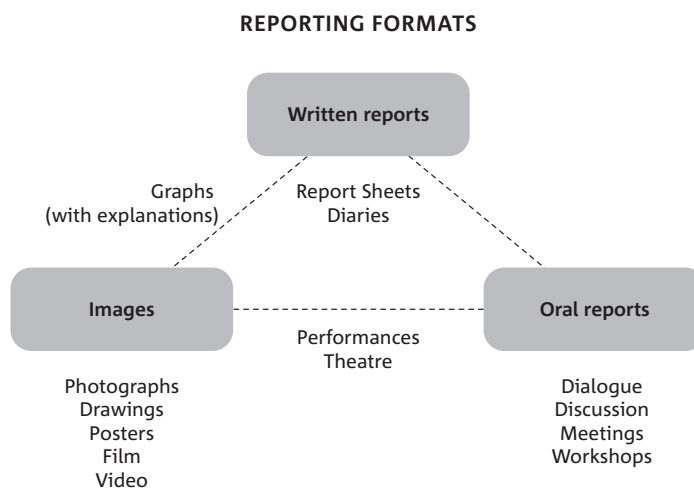 REPORTING FORMATS
Written reports
Graphs
(with explanations)
Report Sheets
Diaries
Images
Oral reports
Performances
Theatre
Photographs
Drawings
Posters
Film
Video
Dialogue
Discussion
Meetings
Workshops